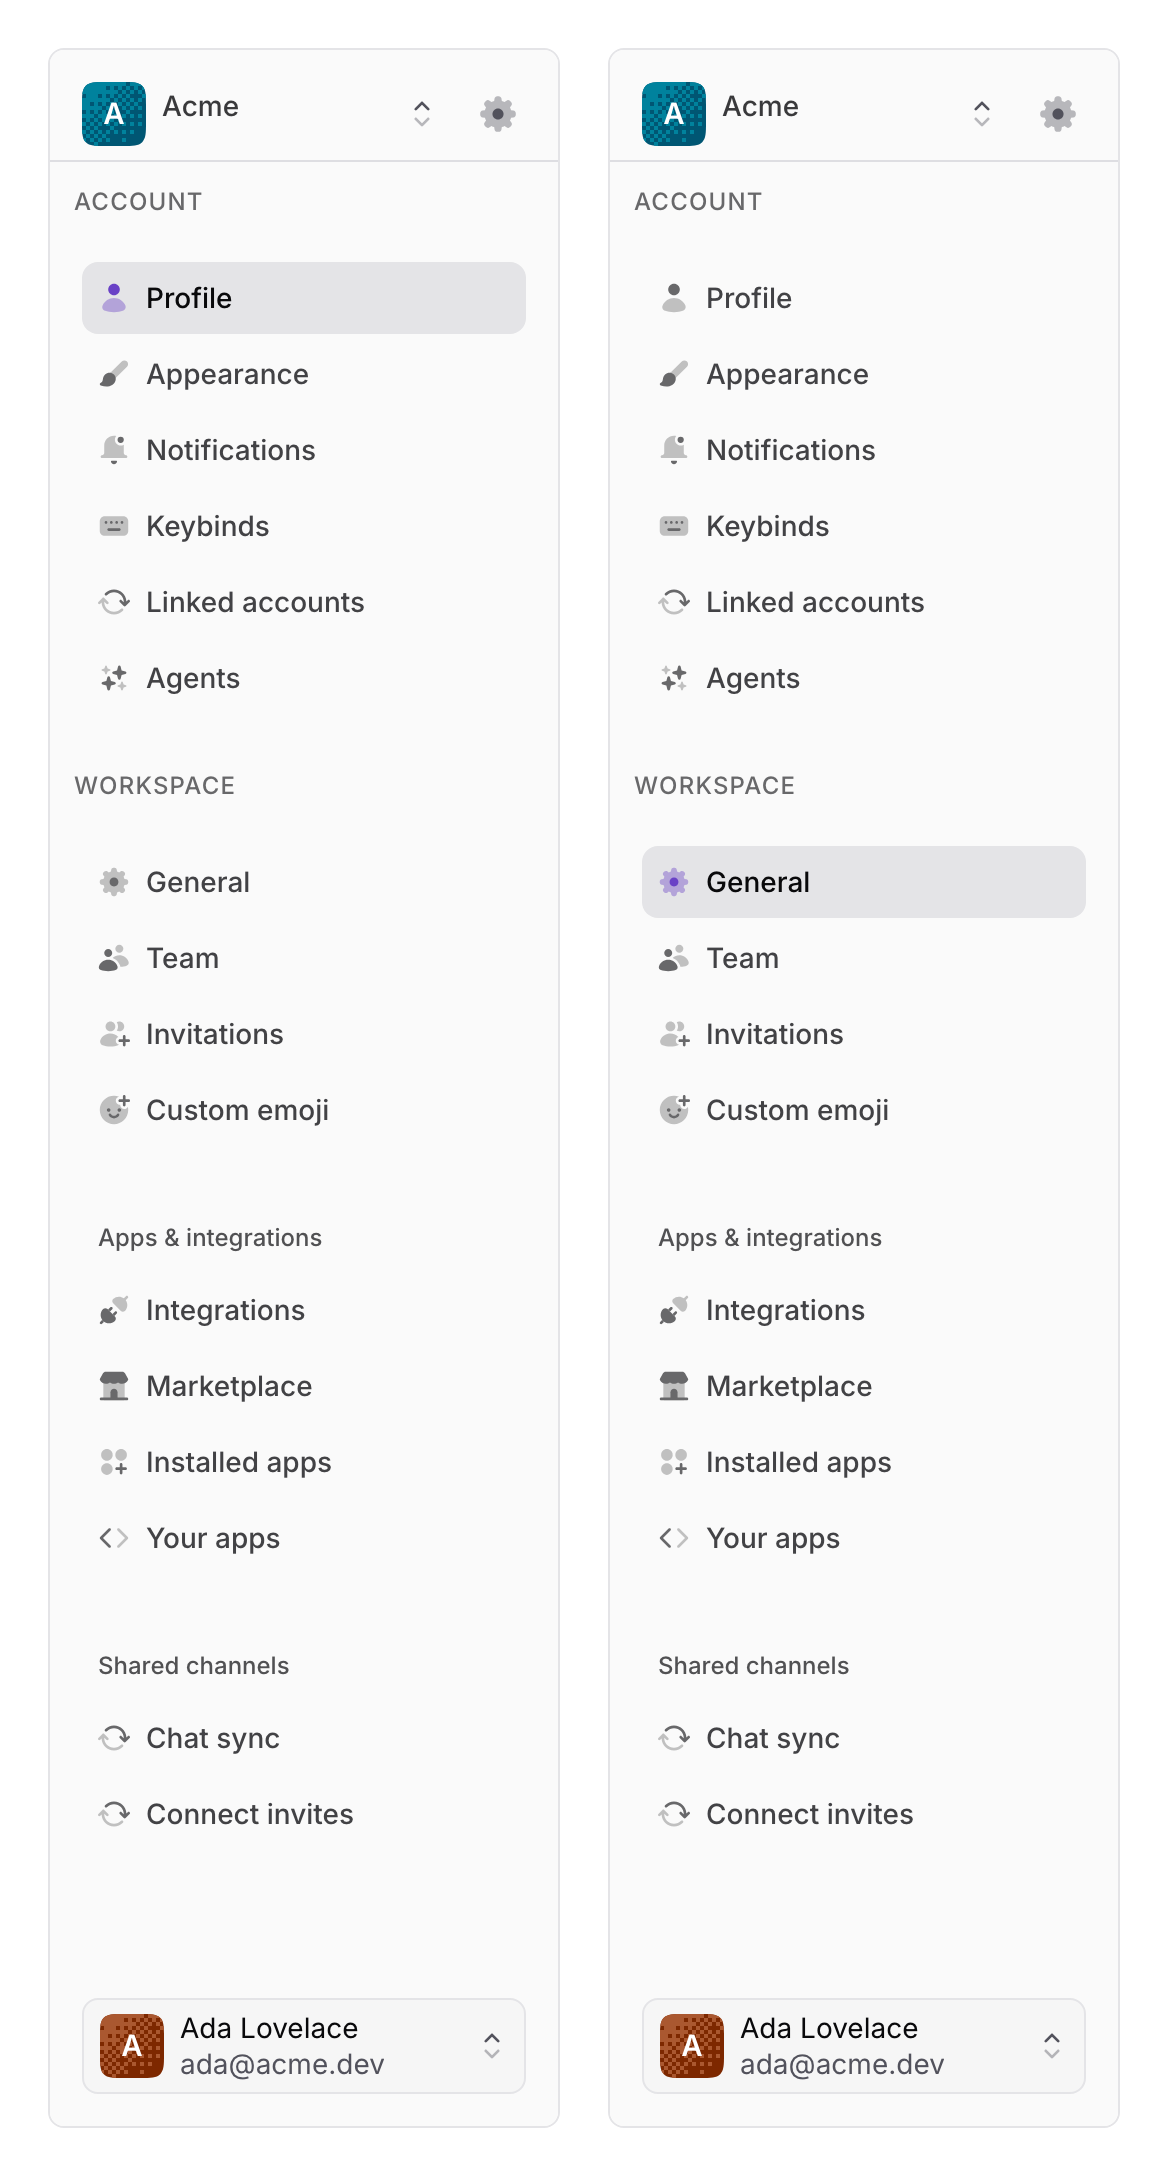 A Acme
ACCOUNT
Profile
Appearance
Notifications
Keybinds
Linked accounts
Agents
WORKSPACE
General
Team
Invitations
Custom emoji
Apps & integrations
Integrations
Marketplace
Installed apps
Your apps
Shared channels
Chat sync
Connect invites
A Ada Lovelace
ada@acme.dev
A Acme
ACCOUNT
Profile
Appearance
Notifications
Keybinds
Linked accounts
Agents
WORKSPACE
General
Team
Invitations
Custom emoji
Apps & integrations
Integrations
Marketplace
Installed apps
Your apps
Shared channels
Chat sync
Connect invites
A Ada Lovelace
ada@acme.dev